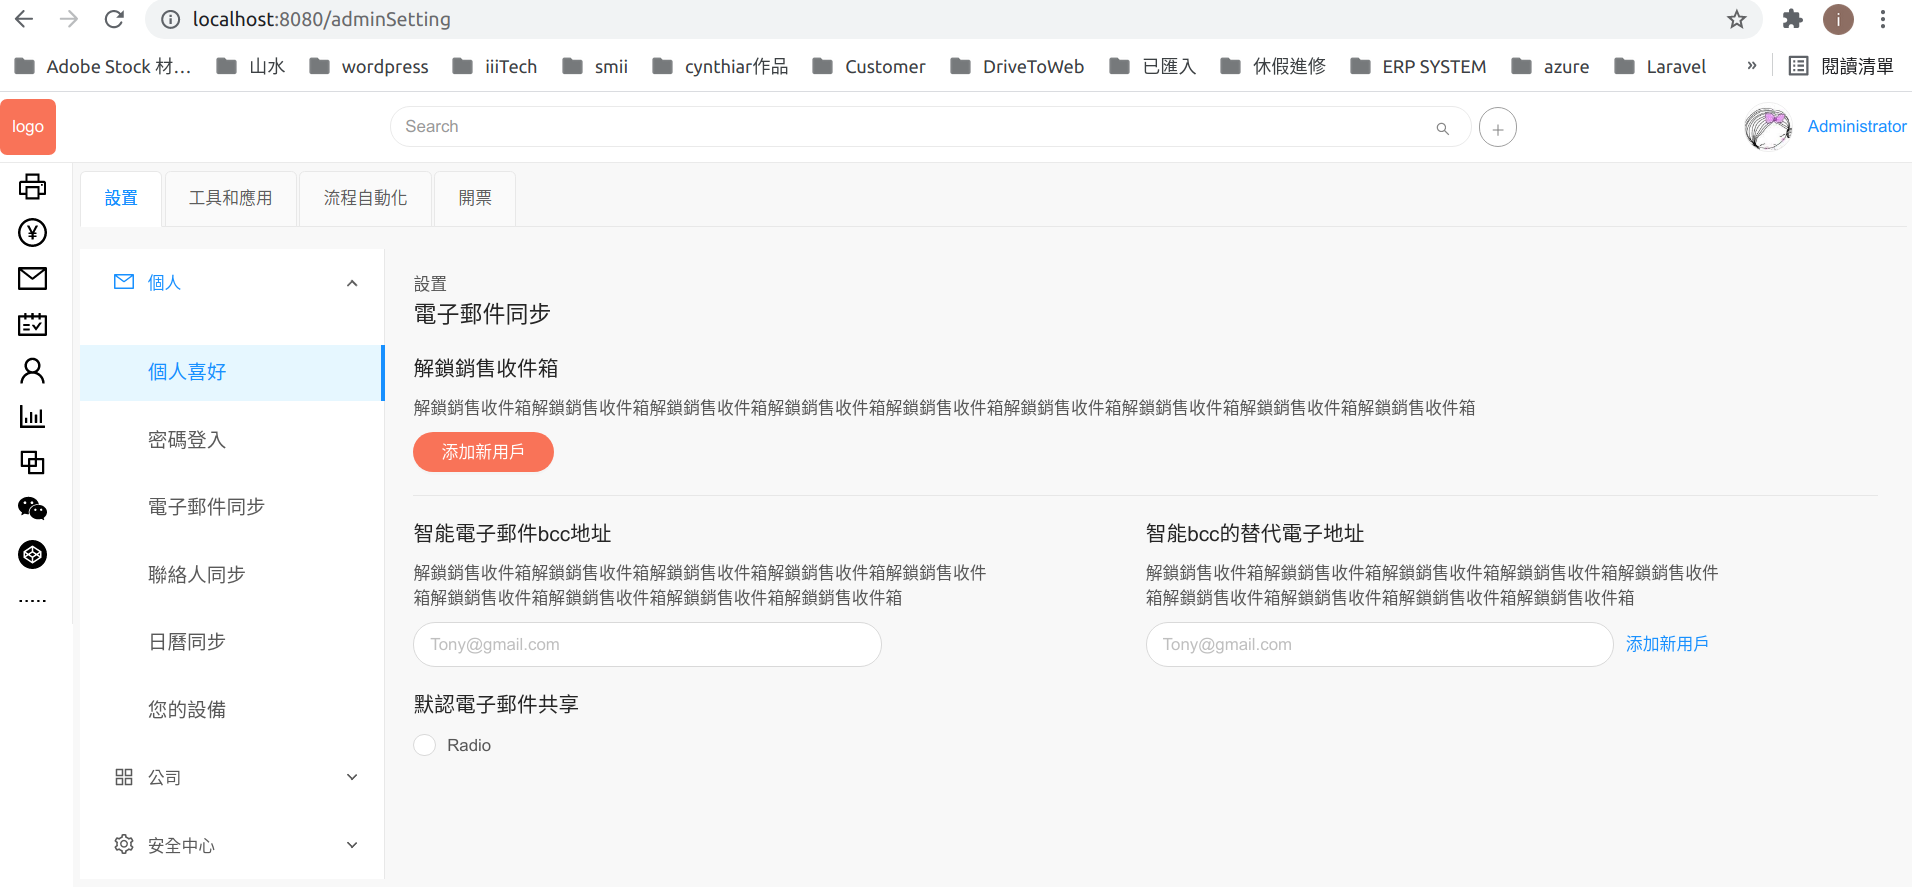 localhost:8080/adminSetting
i
Adobe Stock 材...
山水
wordpress
iiiTech
smii
cynthiar作品
Customer
DriveToWeb
已匯入
休假進修
ERP SYSTEM
azure
Laravel
»
閱讀清單
logo
Search
Administrator
設置
工具和應用
流程自動化
開票
個人
個人喜好
密碼登入
電子郵件同步
聯絡人同步
日曆同步
您的設備
公司
安全中心
設置
電子郵件同步
解鎖銷售收件箱
解鎖銷售收件箱解鎖銷售收件箱解鎖銷售收件箱解鎖銷售收件箱解鎖銷售收件箱解鎖銷售收件箱解鎖銷售收件箱解鎖銷售收件箱解鎖銷售收件箱
添加新用戶
智能電子郵件bcc地址
解鎖銷售收件箱解鎖銷售收件箱解鎖銷售收件箱解鎖銷售收件箱解鎖銷售收件
箱解鎖銷售收件箱解鎖銷售收件箱解鎖銷售收件箱解鎖銷售收件箱
Tony@gmail.com
智能bcc的替代電子地址
解鎖銷售收件箱解鎖銷售收件箱解鎖銷售收件箱解鎖銷售收件箱解鎖銷售收件
箱解鎖銷售收件箱解鎖銷售收件箱解鎖銷售收件箱解鎖銷售收件箱
Tony@gmail.com
添加新用戶
默認電子郵件共享
Radio